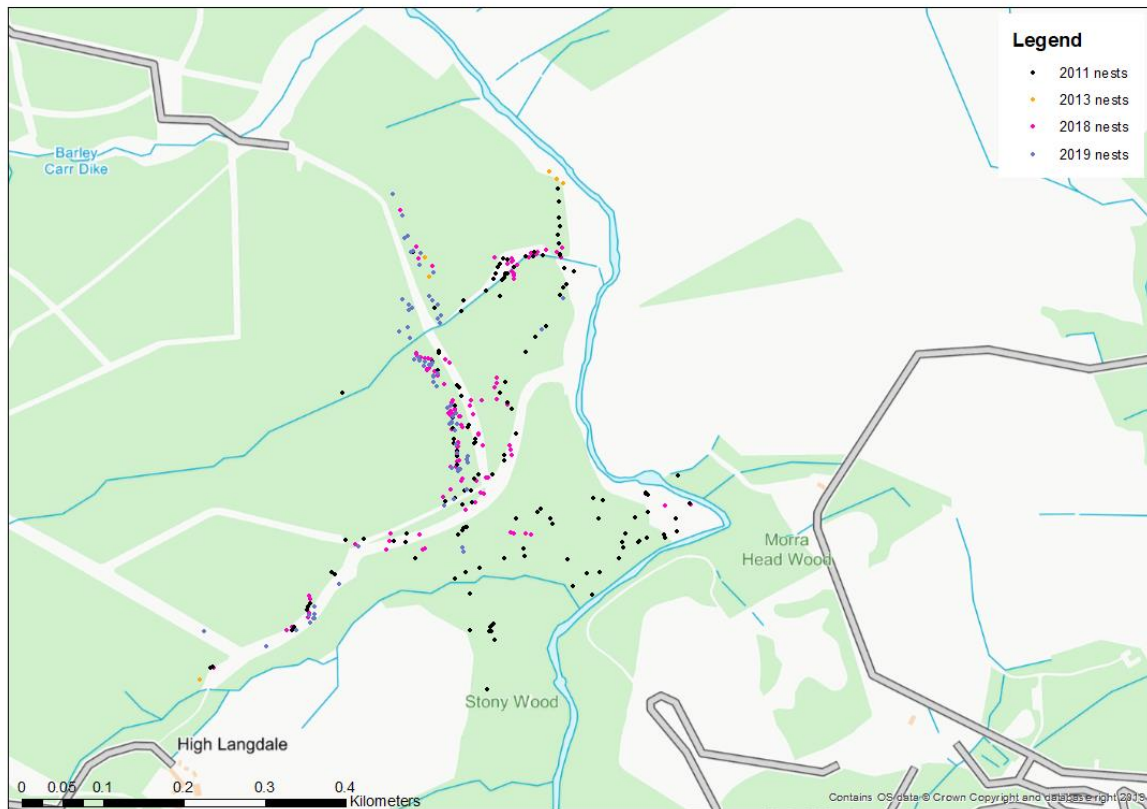 Legend
2011 nests
2013 nests
2018 nests
2019 nests
Barley
Carr Dike
Morra
Head Wood
Stony Wood
High Langdale
0 0.05 0.1 0.2 0.3 0.4
Kilometers
Contains OS data © Crown Copyright and database right